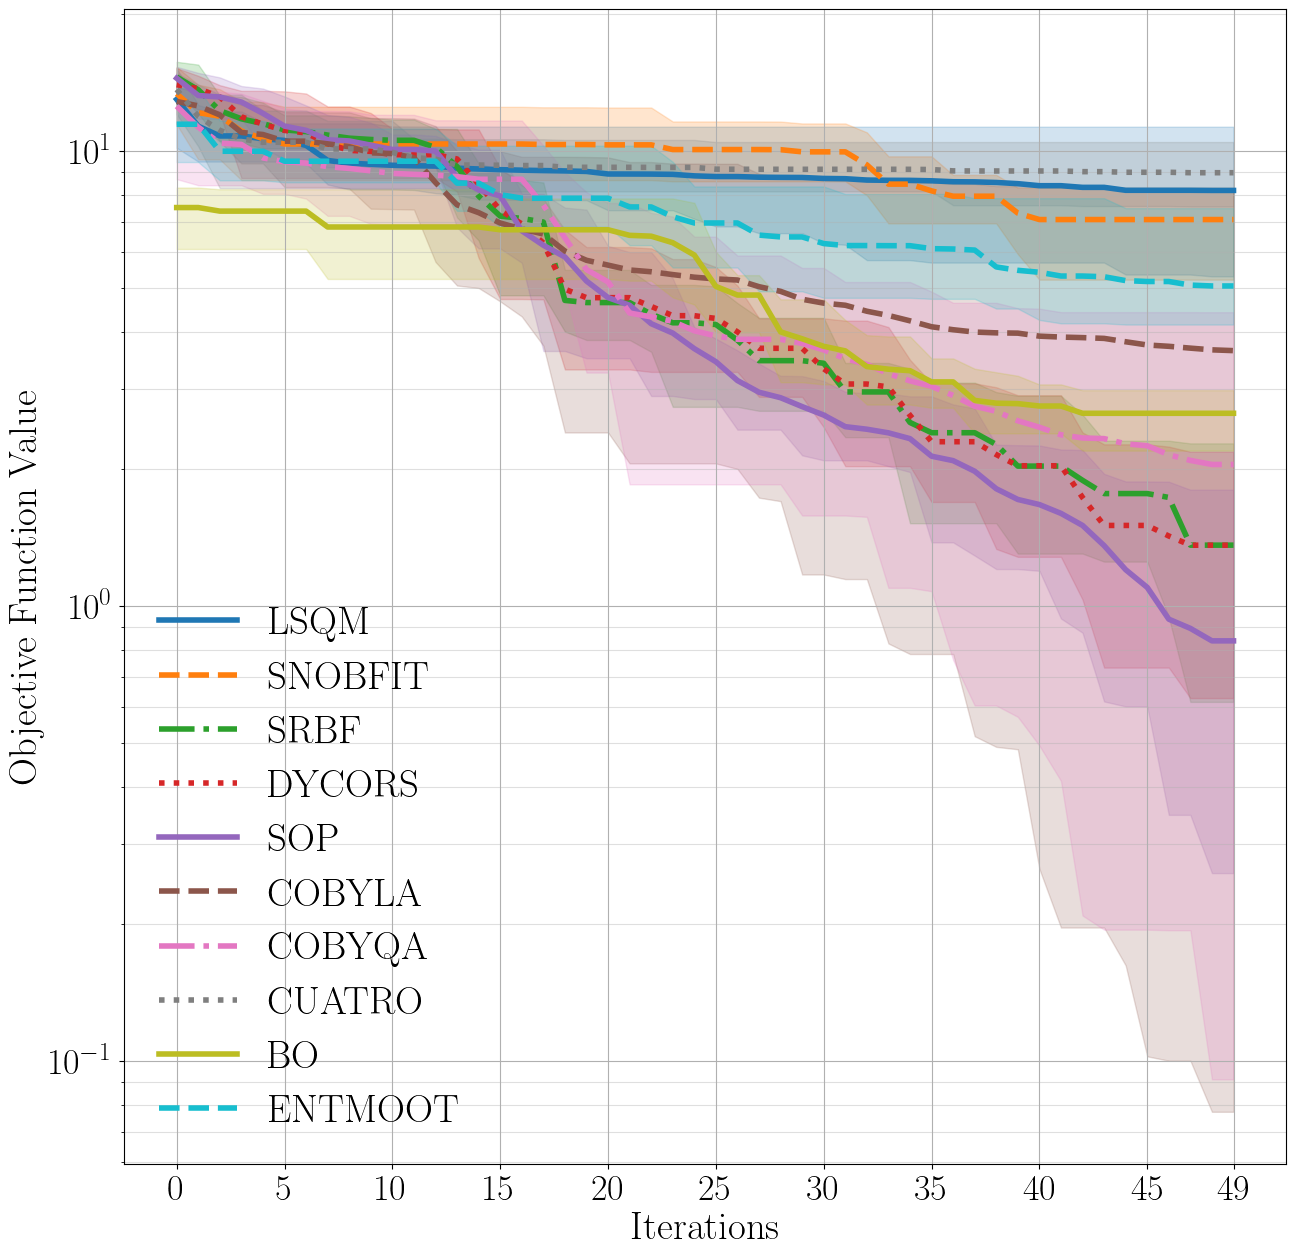 Objective Function Value
10^1
10^0
10^{-1}
LSQM
SNOBFIT
SRBF
DYCORS
SOP
COBYLA
COBYQA
CUATRO
BO
ENTMOOT
0 5 10 15 20 25 30 35 40 45 49
Iterations